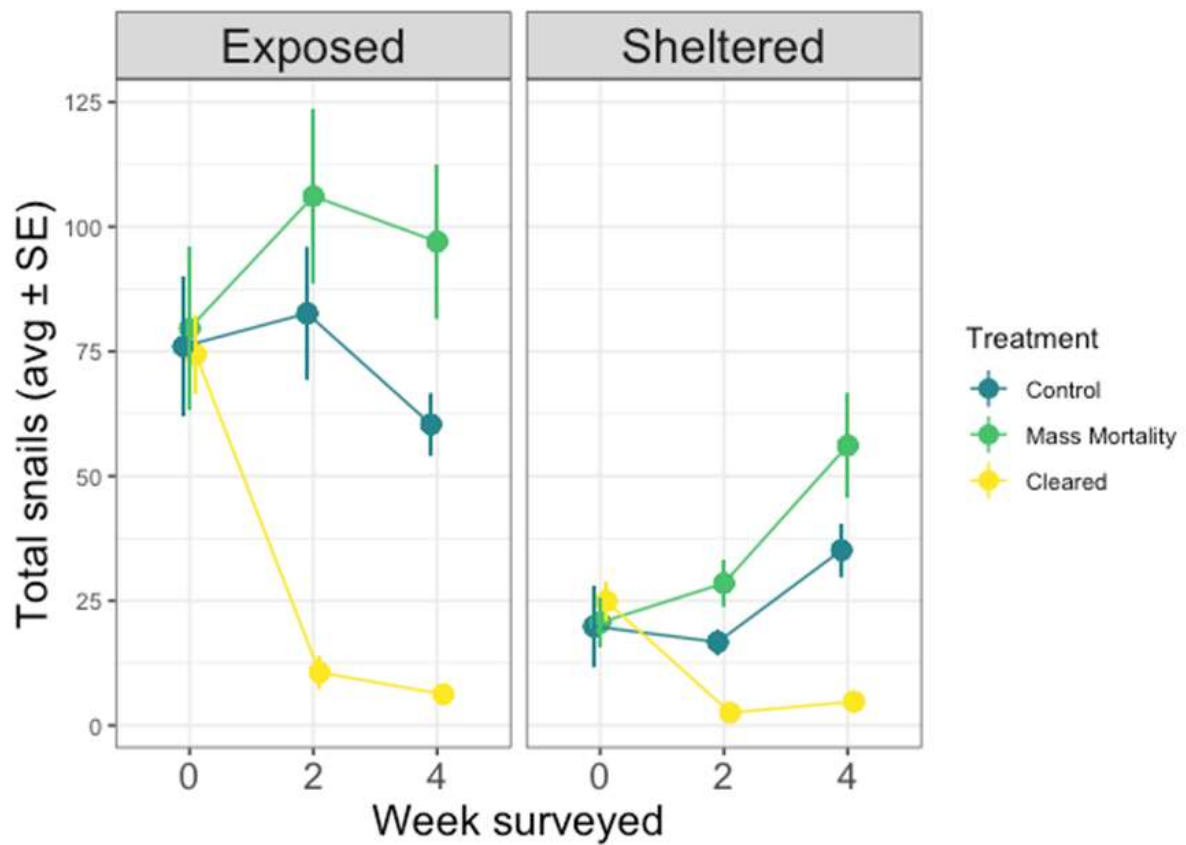 Exposed
Sheltered
125
100
75
50
25
0
Total snails (avg ± SE)
0 2 4
0 2 4
Week surveyed
Treatment
Control
Mass Mortality
Cleared